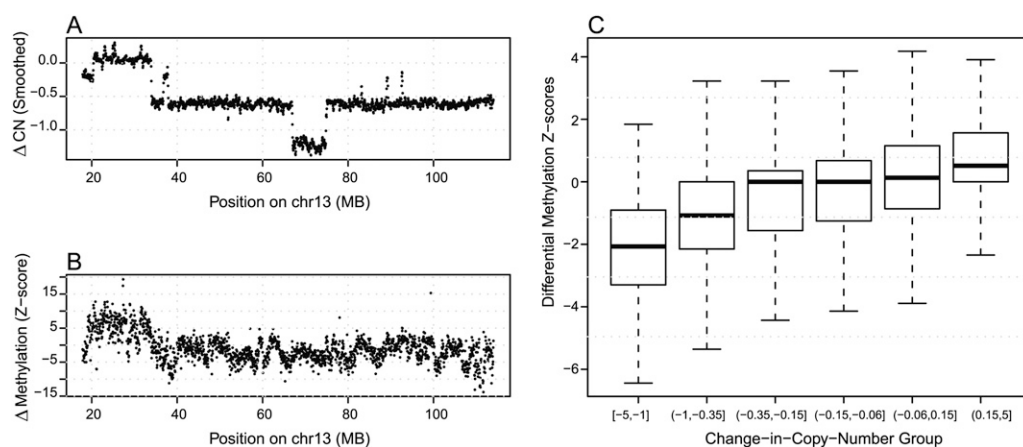 A
0.0
−0.5
−1.0
Δ CN (Smoothed)
20 40 60 80 100
Position on chr13 (MB)
B
15
5
−5
−15
Δ Methylation (Z−score)
20 40 60 80 100
Position on chr13 (MB)
C
4
2
0
−2
−4
−6
Differential Methylation Z−scores
[−5,−1] (−1,−0.35] (−0.35,−0.15] (−0.15,−0.06] (−0.06,0.15] (0.15,5]
Change−in−Copy−Number Group